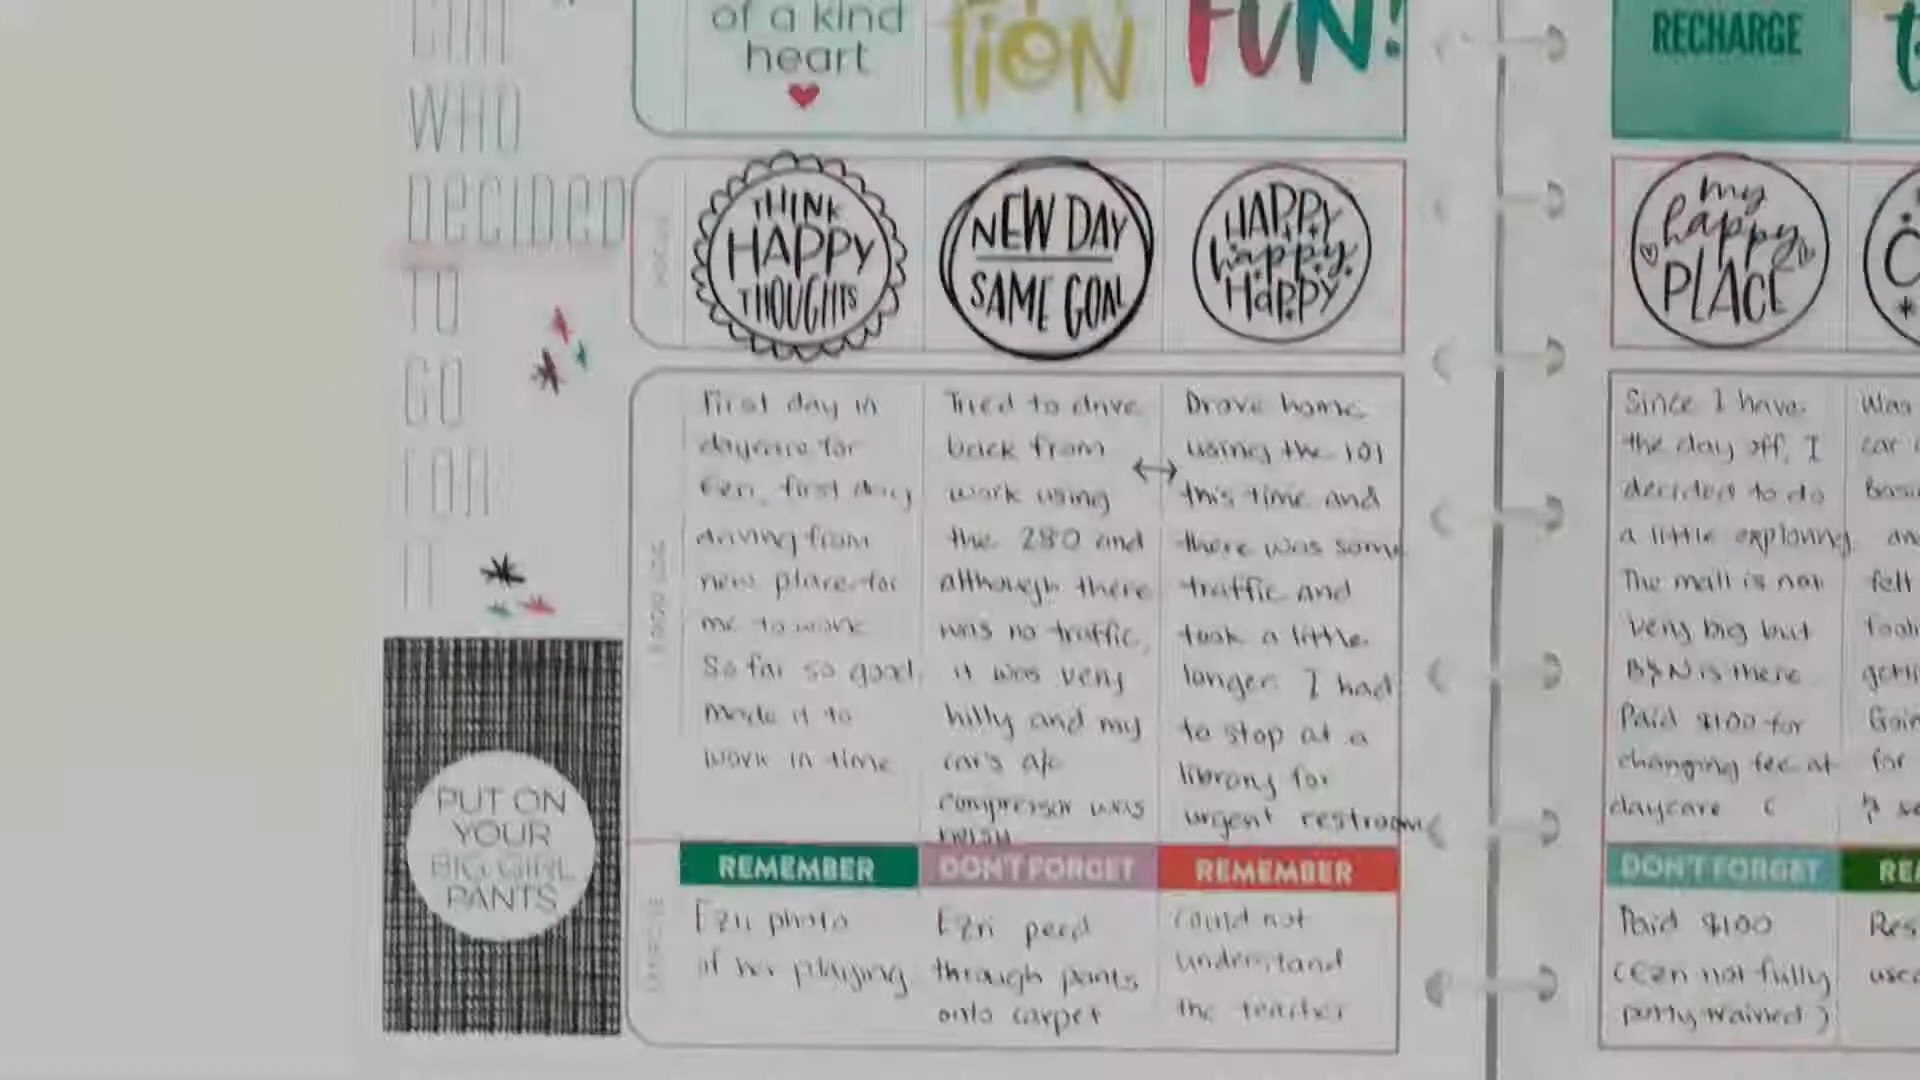 GIRL
WHO
DECIDED
TO
GO
FOR
IT
PUT ON
YOUR
BIG GIRL
PANTS
of a kind
heart
TION
FUN!
THINK
HAPPY
THOUGHTS
NEW DAY
SAME GOAL
HAPPY
happy
HAPPY
First day in
daycare for
Ezri, first day
driving from
new place for
me to work
So far so good,
made it to
work in time
Tried to drive
back from
work using
the 280 and
although there
was no traffic,
it was very
hilly and my
car's a/c
compressor was
Drove home
using the 101
this time and
there was some
traffic and
took a little
longer. I had
to stop at a
library for
urgent restroom
REMEMBER
Ezri photo
of her playing
DON'T FORGET
Ezri peed
through pants
onto carpet
REMEMBER
Could not
understand
the teacher
RECHARGE
my
happy
PLACE
Since I have
the day off, I
decided to do
a little exploring.
The mall is not
very big but
B&N is there
Paid $100 for
changing fee at
daycare
DON'T FORGET
Paid $100
(Ezri not fully
potty trained)
Was
car
felt
for